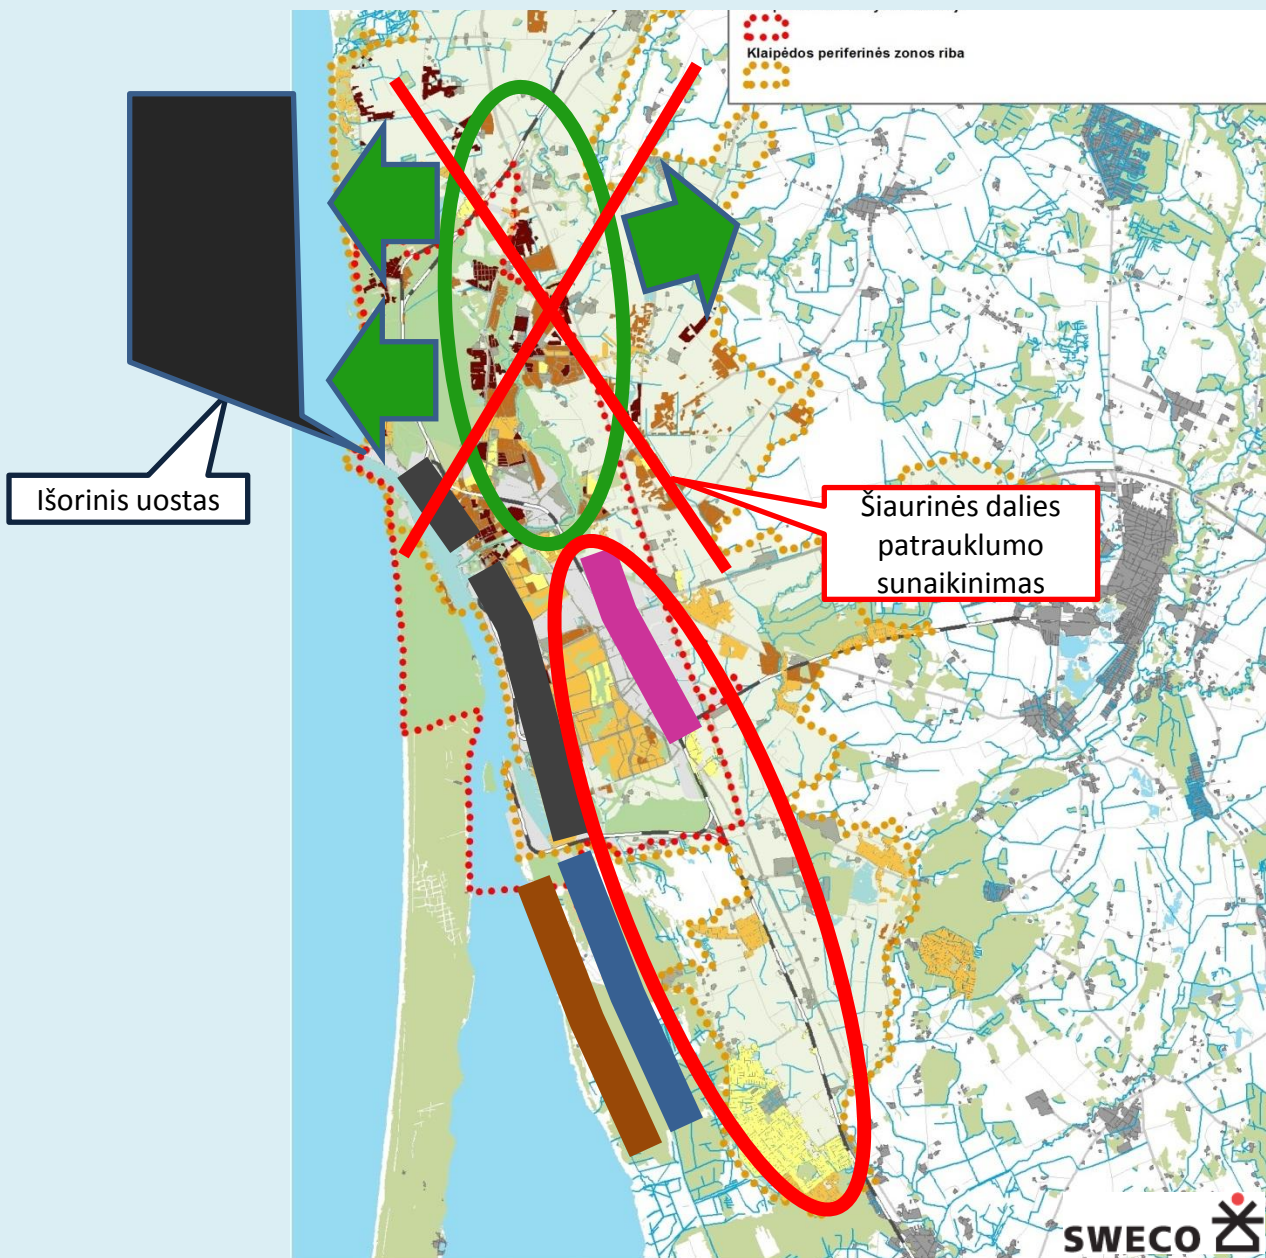 Klaipėdos periferinės zonos riba
Išorinis uostas
Šiaurinės dalies
patrauklumo
sunaikinimas
SWECO